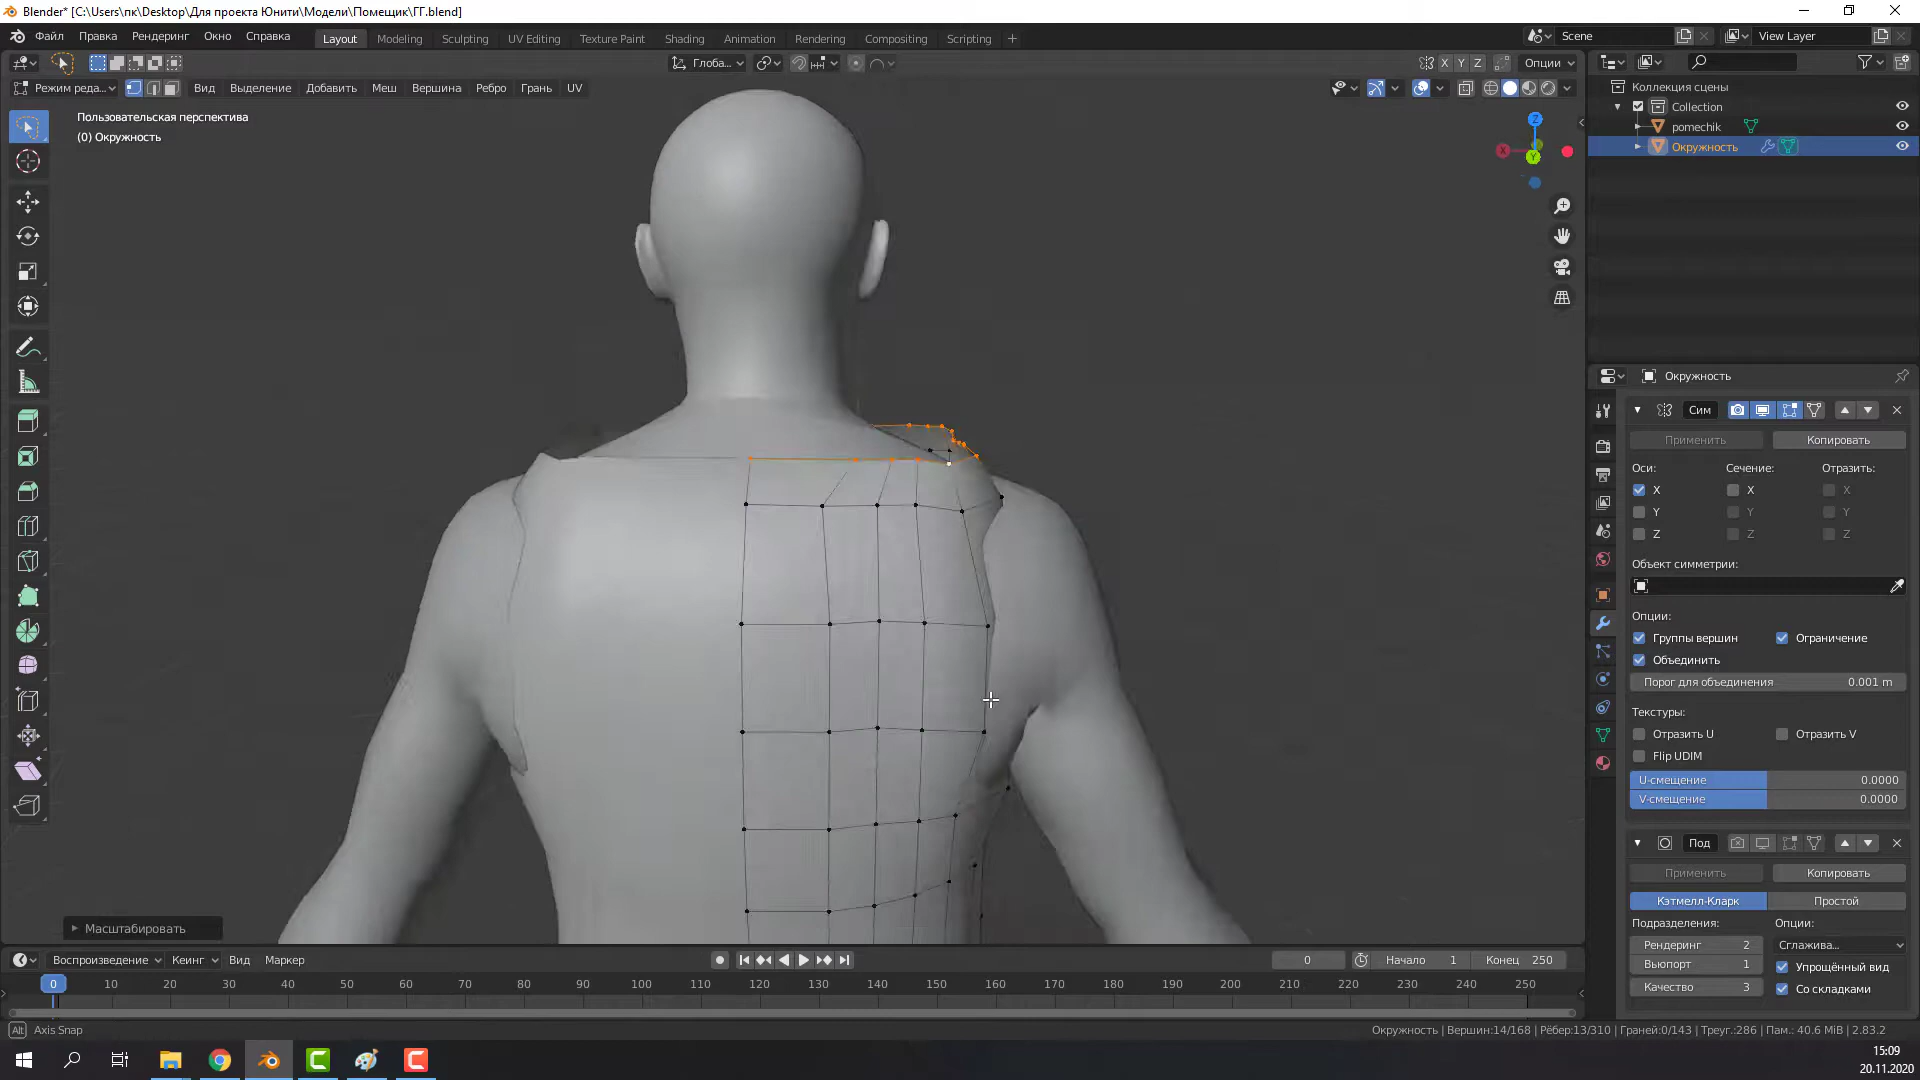 Blender* [C:\Users\пк\Desktop\Для проекта Юнити\Модели\Помещик\ГГ.blend]
Файл Правка Рендеринг Окно Справка Layout Modeling Sculpting UV Editing Texture Paint Shading Animation Rendering Compositing Scripting + Scene View Layer
Глоба... X Y Z Опции
Режим реда... Вид Выделение Добавить Меш Вершина Ребро Грань UV
Коллекция сцены
Collection
pomechik
Окружность
Пользовательская перспектива
(0) Окружность
Z
X
Y
Окружность
Сим
Применить Копировать
Оси: Сечение: Отразить:
X X X
Y Y Y
Z Z Z
Объект симметрии:
Опции:
Группы вершин Ограничение
Объединить
Порог для объединения 0.001 m
Текстуры:
Отразить U Отразить V
Flip UDIM
U-смещение 0.0000
V-смещение 0.0000
Под
Применить Копировать
Кэтмелл-Кларк Простой
Подразделения: Опции:
Рендеринг 2 Сглажива...
Вьюпорт 1 Упрощённый вид
Качество 3 Со складками
Масштабировать
Воспроизведение Кеинг Вид Маркер 0 Начало 1 Конец 250
0 10 20 30 40 50 60 70 80 90 100 110 120 130 140 150 160 170 180 190 200 210 220 230 240 250
Alt Axis Snap
Окружность | Вершин:14/168 | Рёбер:13/310 | Граней:0/143 | Треуг.:286 | Пам.: 40.6 MiB | 2.83.2
15:09
20.11.2020